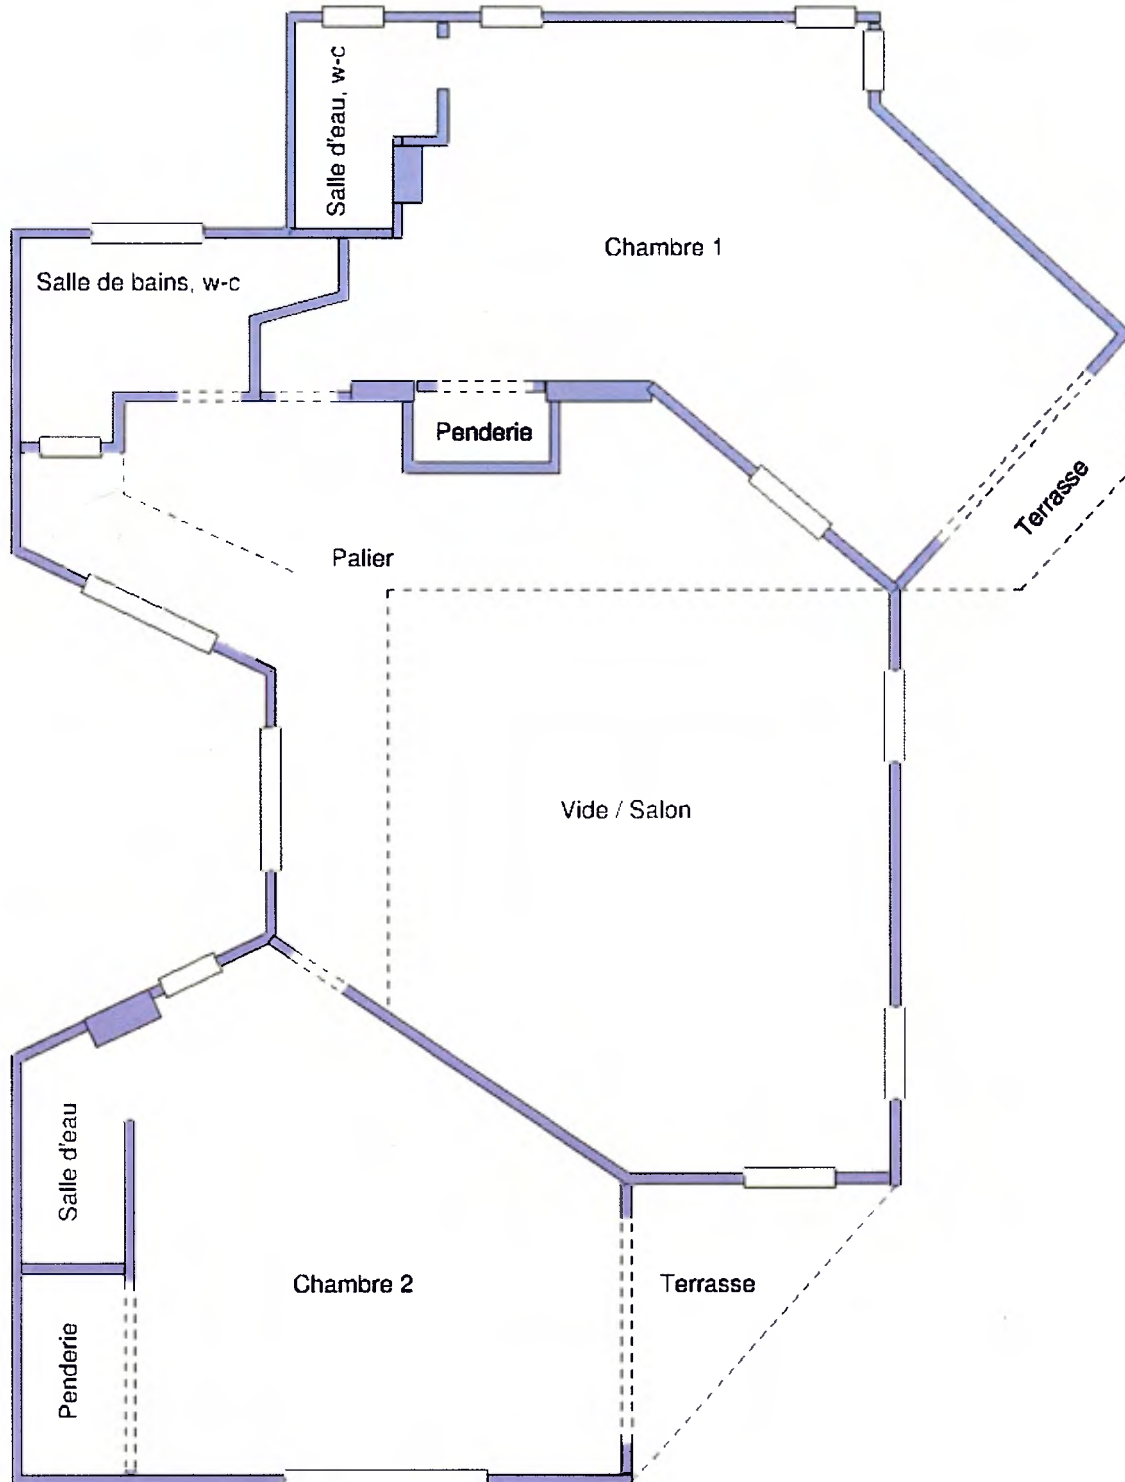 Salle d'eau, w-c
Chambre 1
Salle de bains, w-c
Penderie
Terrasse
Palier
Vide / Salon
Salle d'eau
Chambre 2
Terrasse
Penderie